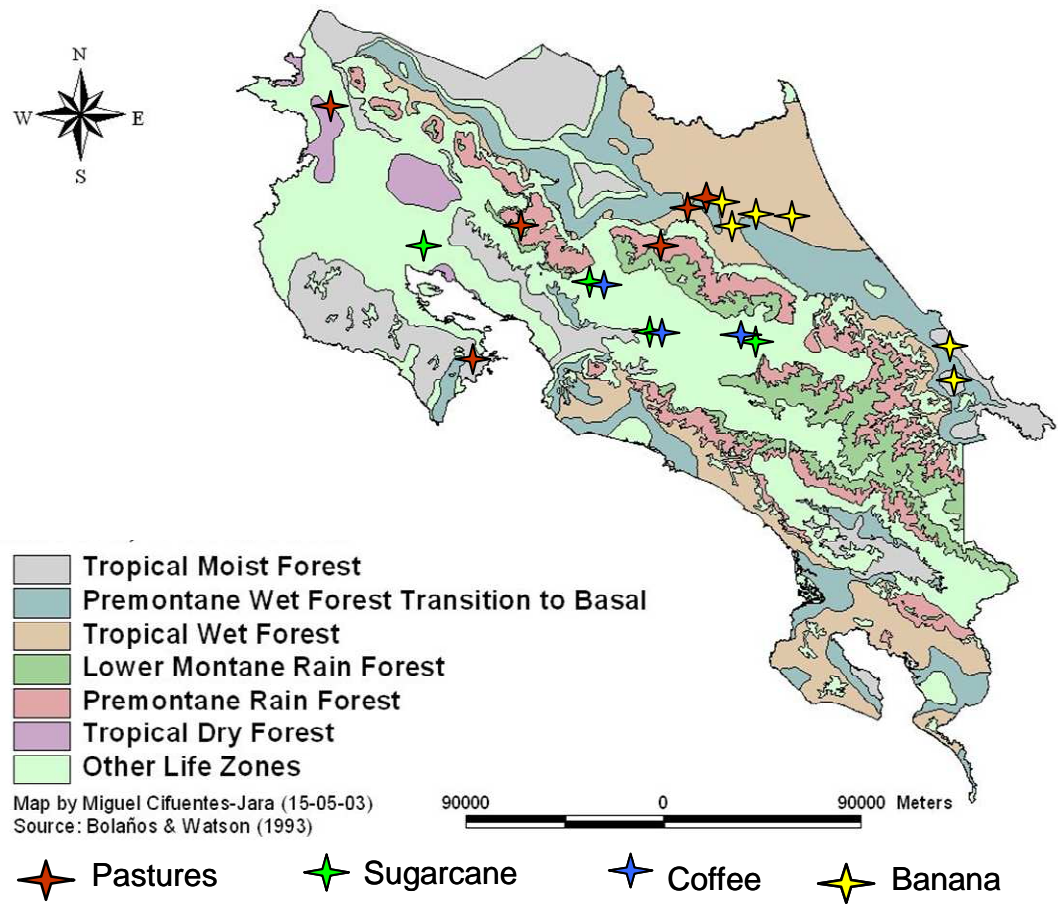 N
W E
S
Tropical Moist Forest
Premontane Wet Forest Transition to Basal
Tropical Wet Forest
Lower Montane Rain Forest
Premontane Rain Forest
Tropical Dry Forest
Other Life Zones
Map by Miguel Cifuentes-Jara (15-05-03)
Source: Bolaños & Watson (1993)
90000 0 90000 Meters
Pastures Sugarcane Coffee Banana